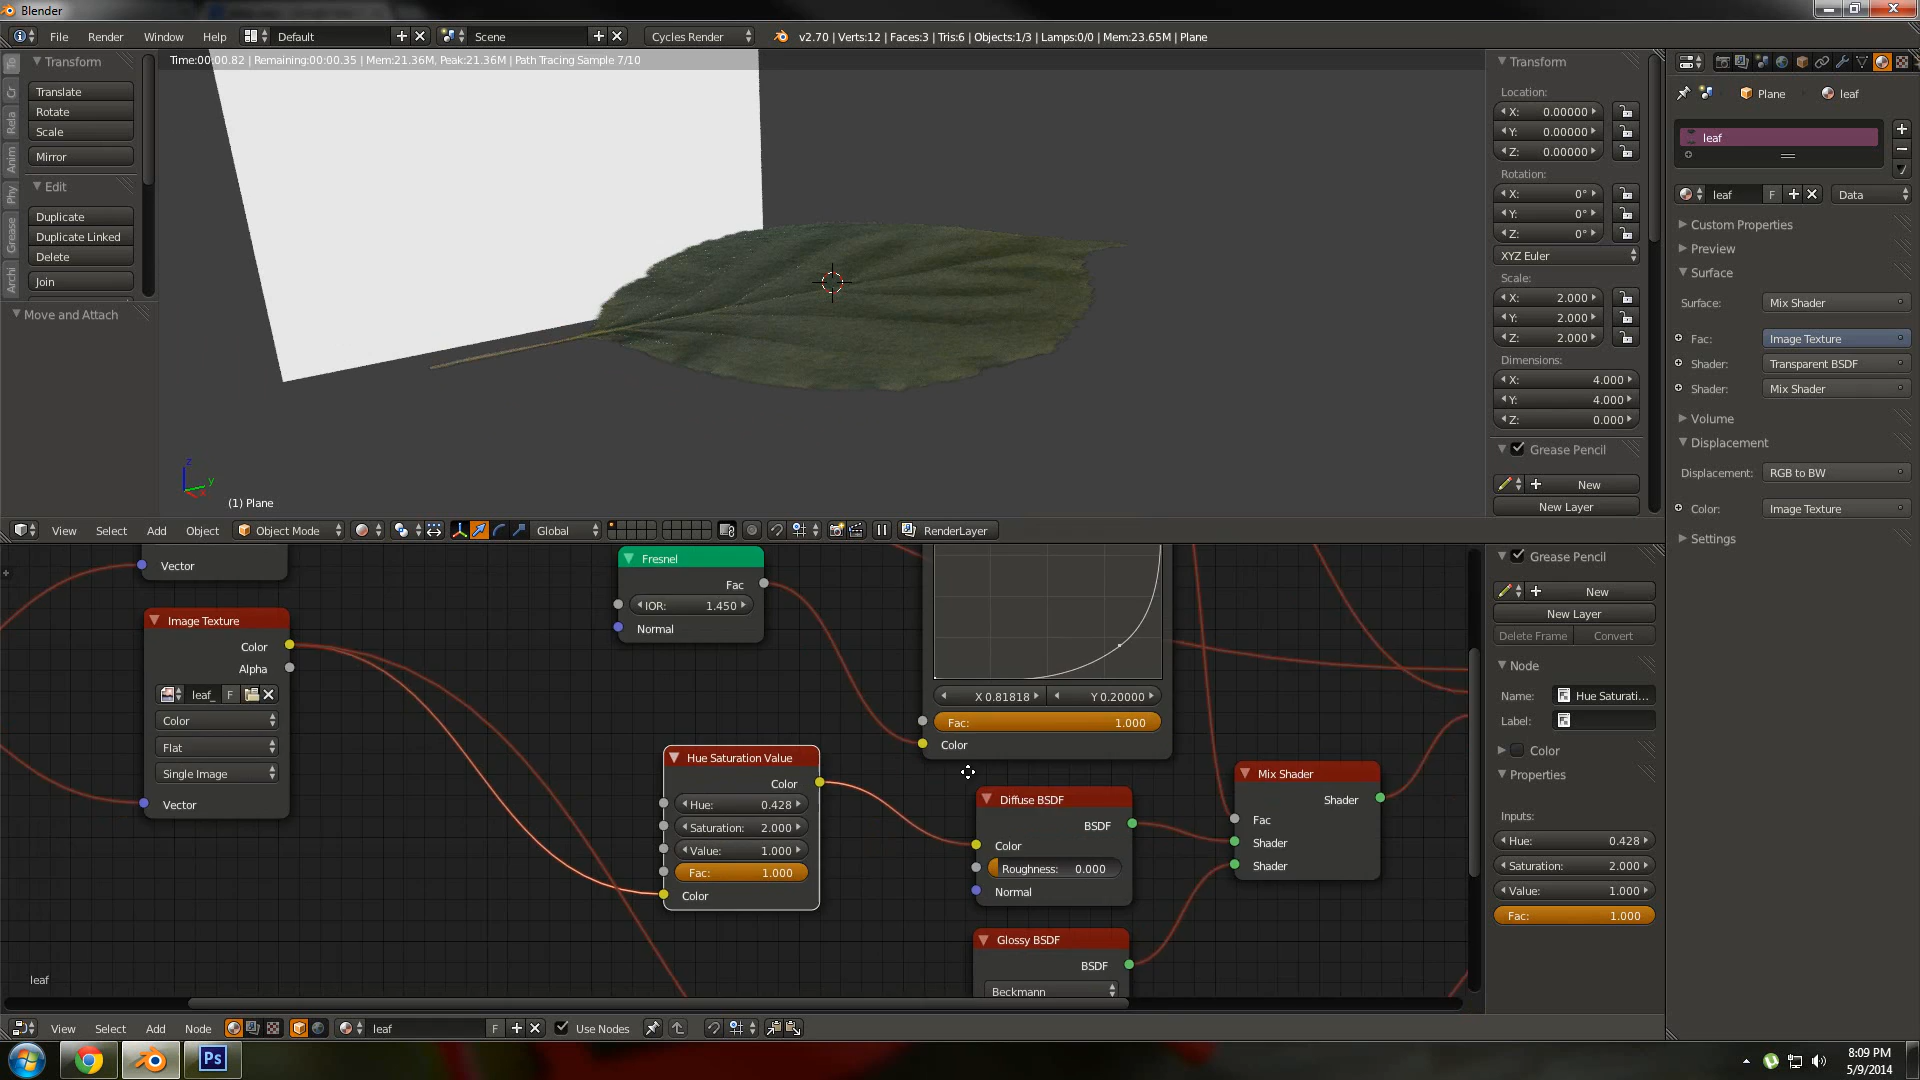 Blender
File Render Window Help Default Scene Cycles Render v2.70 | Verts:12 | Faces:3 | Tris:6 | Objects:1/3 | Lamps:0/0 | Mem:23.65M | Plane
Time:00:00.82 | Remaining:00:00.35 | Mem:21.36M, Peak:21.36M | Path Tracing Sample 7/10
To
Cr
Rela
Anim
Phy
Grease
Archi
Transform
Translate
Rotate
Scale
Mirror
Edit
Duplicate
Duplicate Linked
Delete
Join
Move and Attach
z
y
x
(1) Plane
Transform
Location:
X: 0.00000
Y: 0.00000
Z: 0.00000
Rotation:
X: 0°
Y: 0°
Z: 0°
XYZ Euler
Scale:
X: 2.000
Y: 2.000
Z: 2.000
Dimensions:
X: 4.000
Y: 4.000
Z: 0.000
Grease Pencil
New
New Layer
Plane leaf
leaf
leaf F Data
Custom Properties
Preview
Surface
Surface: Mix Shader
Fac: Image Texture
Shader: Transparent BSDF
Shader: Mix Shader
Volume
Displacement
Displacement: RGB to BW
Color: Image Texture
Settings
View Select Add Object Object Mode Global RenderLayer
Vector
Image Texture
Color
Alpha
leaf_ F
Color
Flat
Single Image
Vector
Fresnel
Fac
IOR: 1.450
Normal
X 0.81818 Y 0.20000
Fac: 1.000
Color
Hue Saturation Value
Color
Hue: 0.428
Saturation: 2.000
Value: 1.000
Fac: 1.000
Color
Diffuse BSDF
BSDF
Color
Roughness: 0.000
Normal
Glossy BSDF
BSDF
Beckmann
Mix Shader
Shader
Fac
Shader
Shader
leaf
Grease Pencil
New
New Layer
Delete Frame Convert
Node
Name: Hue Saturati...
Label:
Color
Properties
Inputs:
Hue: 0.428
Saturation: 2.000
Value: 1.000
Fac: 1.000
View Select Add Node leaf F Use Nodes
Ps
8:09 PM
5/9/2014